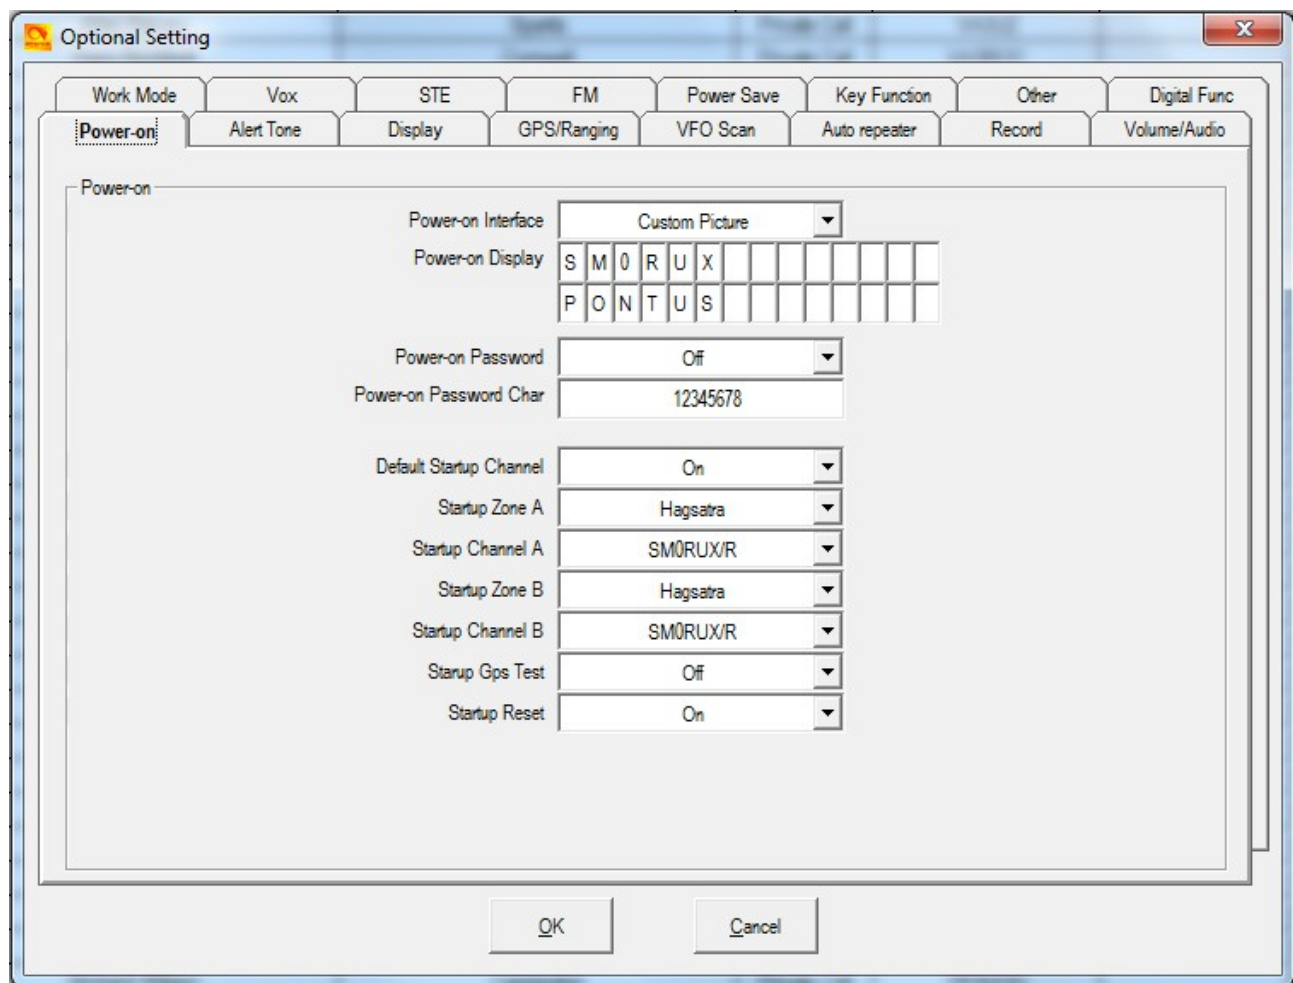 Optional Setting
Work Mode Vox STE FM Power Save Key Function Other Digital Func
Power-on Alert Tone Display GPS/Ranging VFO Scan Auto repeater Record Volume/Audio
Power-on
Power-on Interface Custom Picture
Power-on Display SM0RUX
PONTUS
Power-on Password Off
Power-on Password Char 12345678
Default Startup Channel On
Startup Zone A Hagsatra
Startup Channel A SM0RUX/R
Startup Zone B Hagsatra
Startup Channel B SM0RUX/R
Starup Gps Test Off
Startup Reset On
OK Cancel